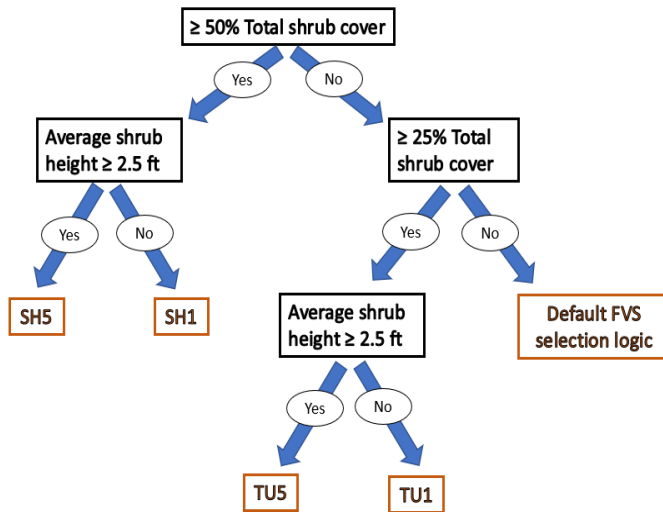 ≥ 50% Total shrub cover
Yes
No
Average shrub
height ≥ 2.5 ft
≥ 25% Total
shrub cover
Yes
No
Yes
No
SH5
SH1
Average shrub
height ≥ 2.5 ft
Default FVS
selection logic
Yes
No
TU5
TU1